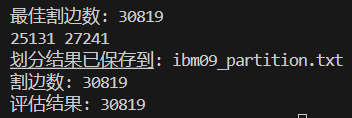 最佳割边数: 30819
25131 27241
划分结果已保存到: ibm09_partition.txt
割边数: 30819
评估结果: 30819